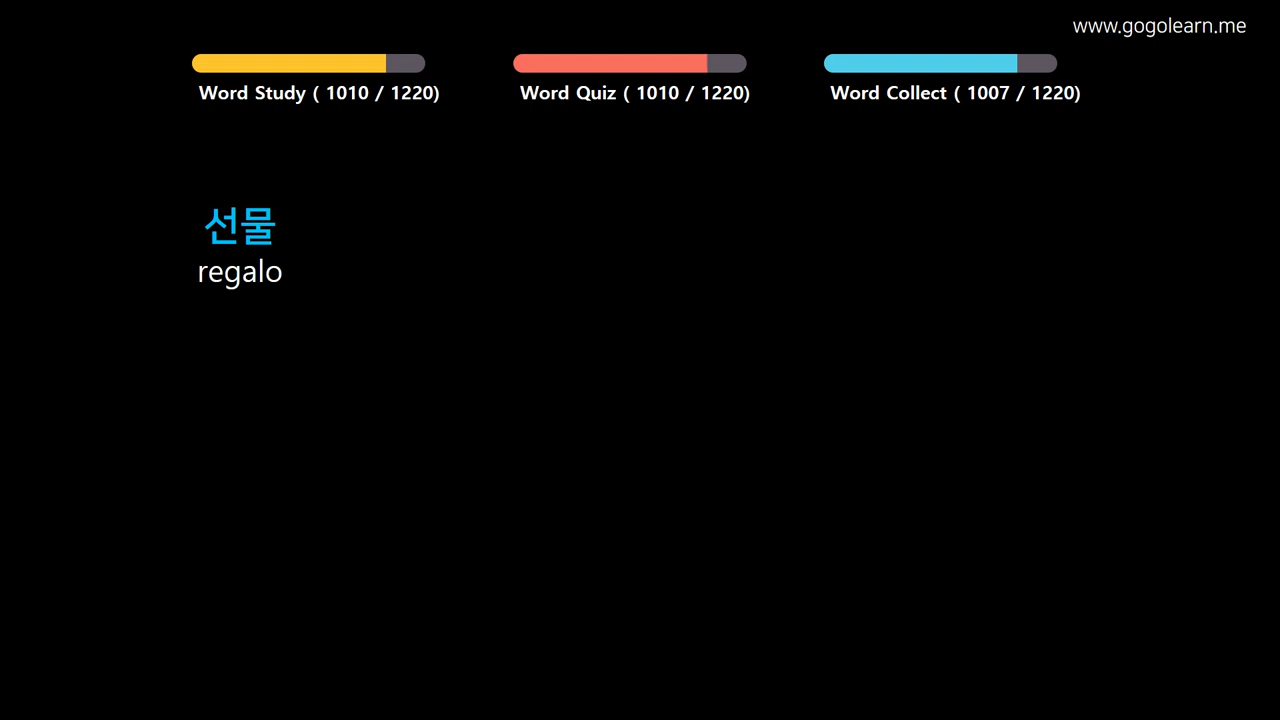 www.gogolearn.me
Word Study ( 1010 / 1220)
Word Quiz ( 1010 / 1220)
Word Collect ( 1007 / 1220)
선물
regalo